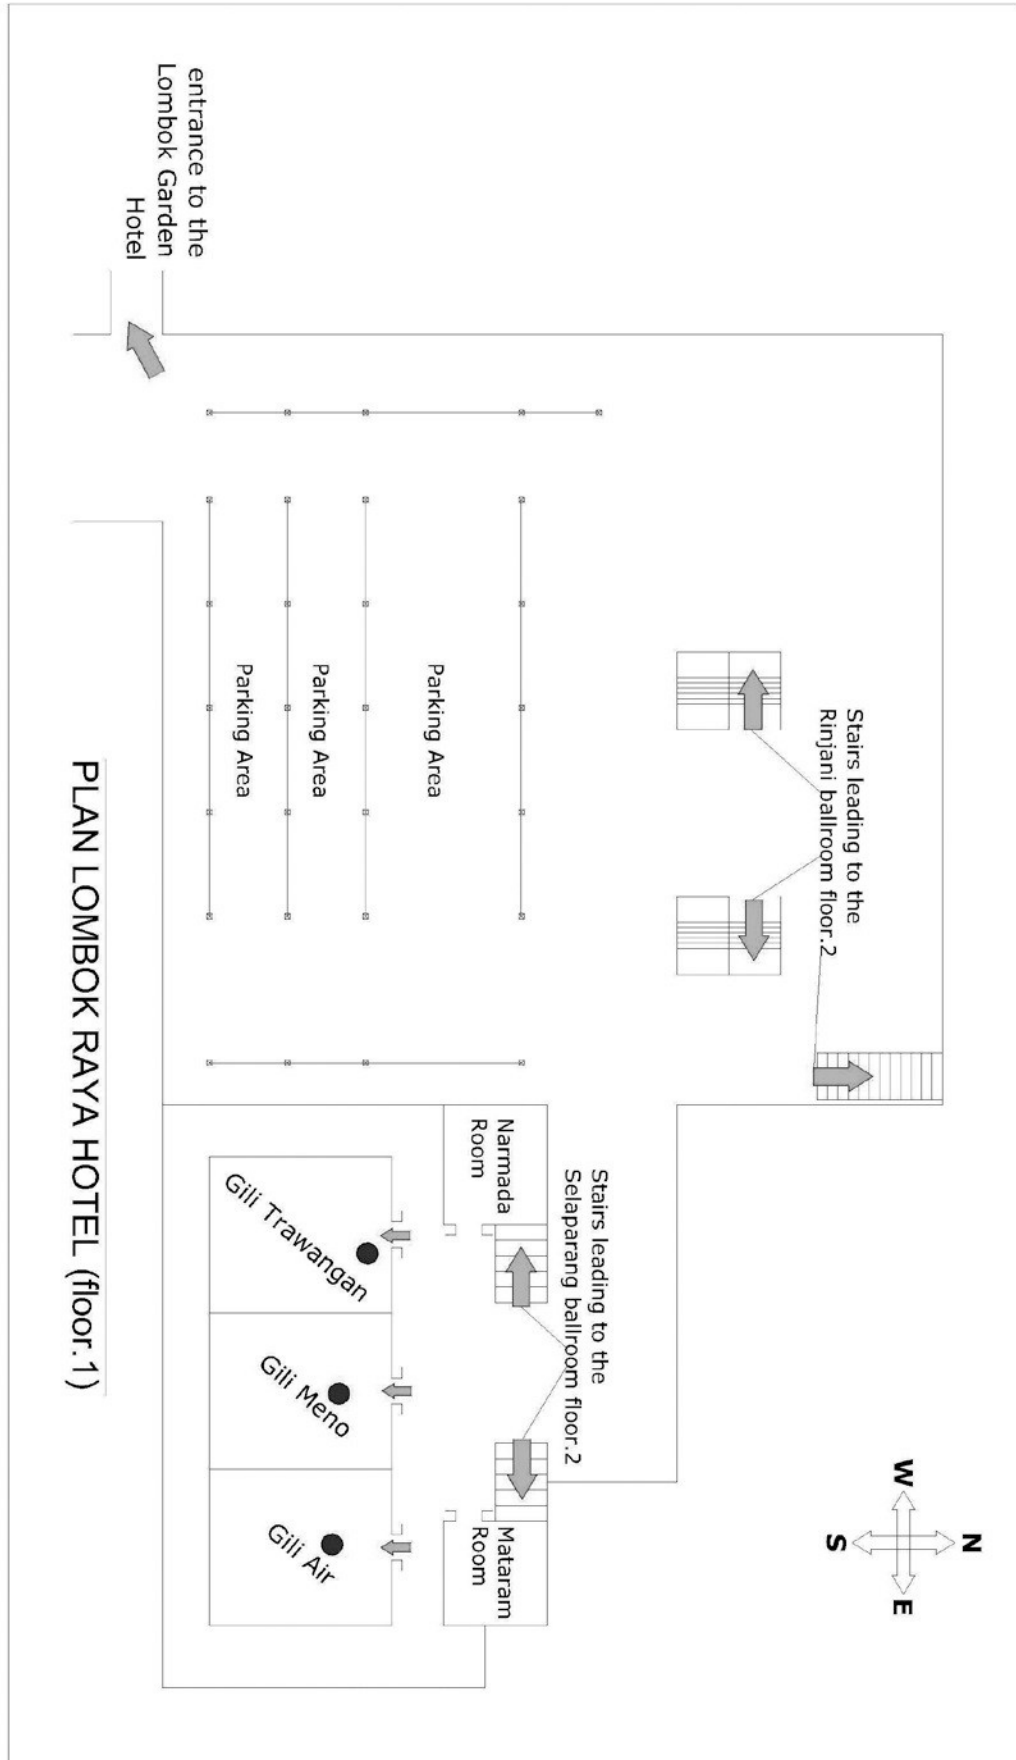 entrance to the
Lombok Garden
Hotel
Stairs leading to the
Rinjani ballroom floor.2
Parking Area
Parking Area
Parking Area
Stairs leading to the
Selaparang ballroom floor.2
Narmada
Room
Mataram
Room
Gili Trawangan
Gili Meno
Gili Air
N
W
E
S
PLAN LOMBOK RAYA HOTEL (floor.1)